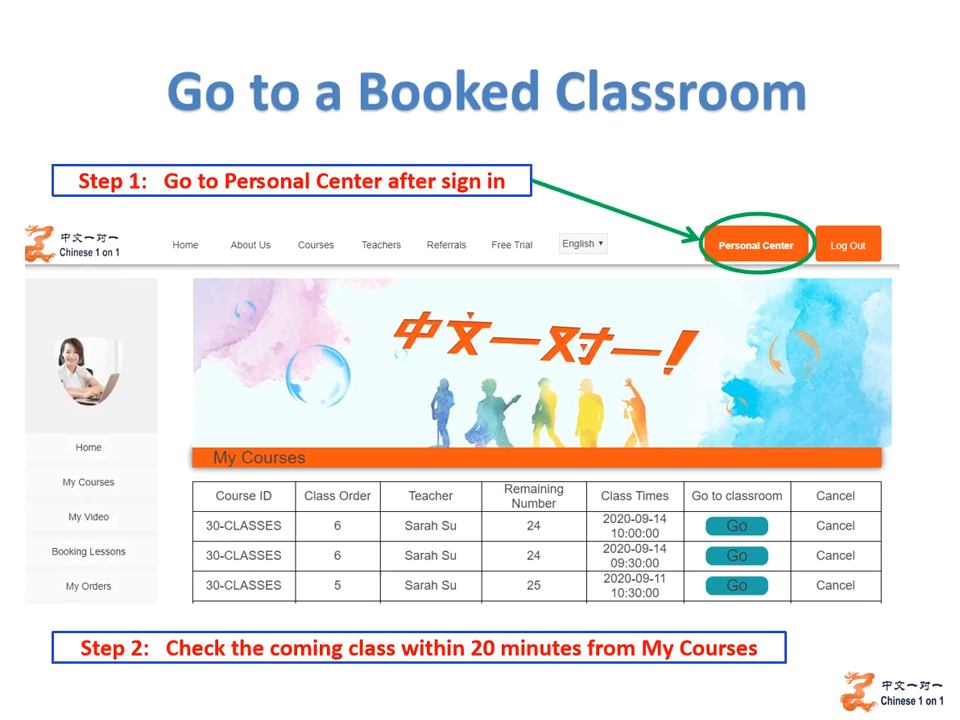 Go to a Booked Classroom
Step 1: Go to Personal Center after sign in
中文一对一
Chinese 1 on 1
Home
About Us
Courses
Teachers
Referrals
Free Trial
English ▼
Personal Center
Log Out
中文一对一!
Home
My Courses
My Video
Booking Lessons
My Orders
My Courses
Course ID Class Order Teacher Remaining Number Class Times Go to classroom Cancel
30-CLASSES 6 Sarah Su 24 2020-09-14 10:00:00 Go Cancel
30-CLASSES 6 Sarah Su 24 2020-09-14 09:30:00 Go Cancel
30-CLASSES 5 Sarah Su 25 2020-09-11 10:30:00 Go Cancel
Step 2: Check the coming class within 20 minutes from My Courses
中文一对一
Chinese 1 on 1